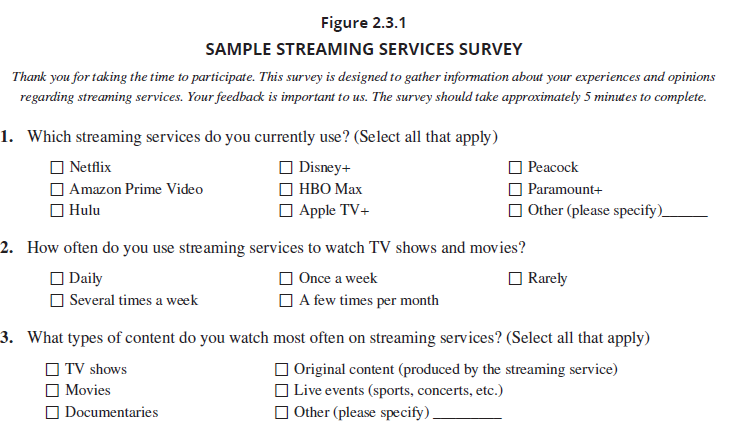 Figure 2.3.1
SAMPLE STREAMING SERVICES SURVEY
Thank you for taking the time to participate. This survey is designed to gather information about your experiences and opinions
regarding streaming services. Your feedback is important to us. The survey should take approximately 5 minutes to complete.
1. Which streaming services do you currently use? (Select all that apply)
☐ Netflix ☐ Disney+ ☐ Peacock
☐ Amazon Prime Video ☐ HBO Max ☐ Paramount+
☐ Hulu ☐ Apple TV+ ☐ Other (please specify)______
2. How often do you use streaming services to watch TV shows and movies?
☐ Daily ☐ Once a week ☐ Rarely
☐ Several times a week ☐ A few times per month
3. What types of content do you watch most often on streaming services? (Select all that apply)
☐ TV shows ☐ Original content (produced by the streaming service)
☐ Movies ☐ Live events (sports, concerts, etc.)
☐ Documentaries ☐ Other (please specify) _________